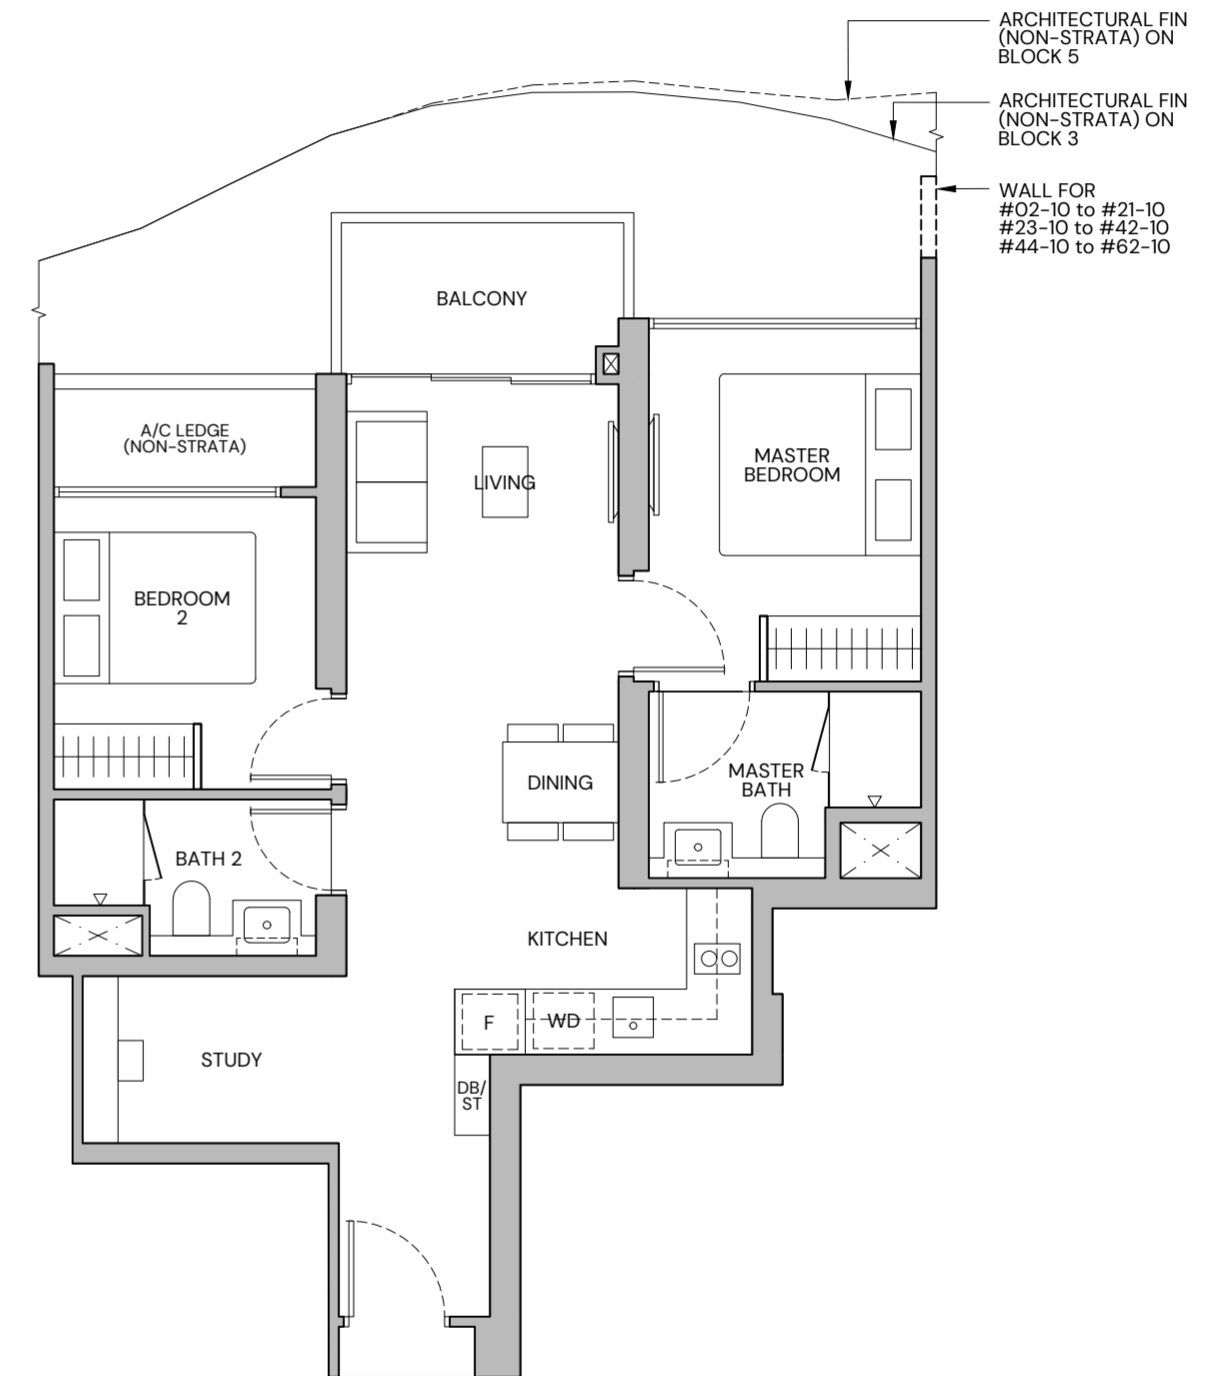 ARCHITECTURAL FIN
(NON-STRATA) ON
BLOCK 5
ARCHITECTURAL FIN
(NON-STRATA) ON
BLOCK 3
WALL FOR
#02-10 to #21-10
#23-10 to #42-10
#44-10 to #62-10
BALCONY
A/C LEDGE
(NON-STRATA)
LIVING
MASTER
BEDROOM
BEDROOM
2
DINING
MASTER
BATH
BATH 2
KITCHEN
F
WD
STUDY
DB/
ST